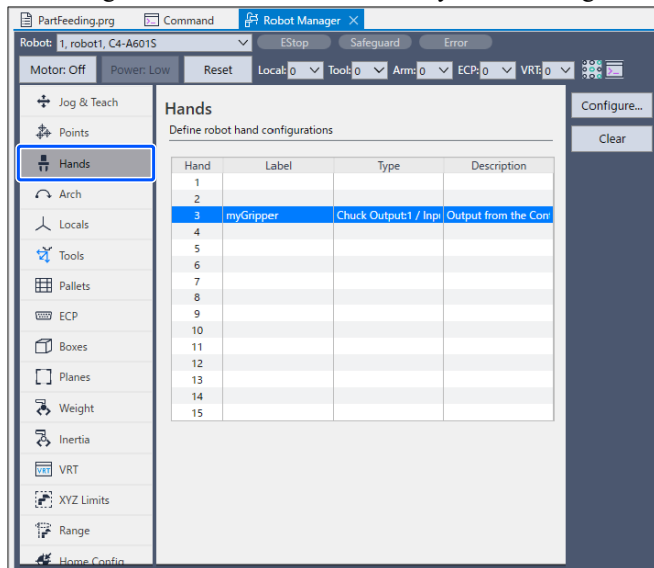 PartFeeding.prg Command Robot Manager
Robot: 1, robot1, C4-A601S EStop Safeguard Error
Motor: Off Power: Low Reset Local: 0 Tool: 0 Arm: 0 ECP: 0 VRT: 0
Jog & Teach
Points
Hands
Arch
Locals
Tools
Pallets
ECP
Boxes
Planes
Weight
Inertia
VRT VRT
XYZ Limits
Range
Home Config
Hands
Define robot hand configurations
Hand Label Type Description
1
2
3 myGripper Chuck Output:1 / Inp Output from the Con
4
5
6
7
8
9
10
11
12
13
14
15
Configure...
Clear